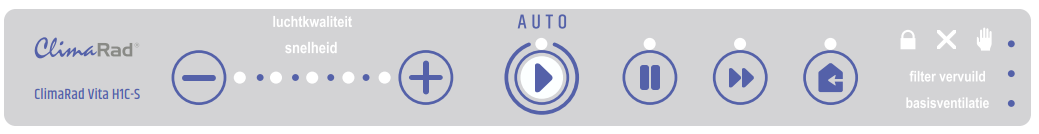 luchtkwaliteit
snelheid
AUTO
ClimaRad®
ClimaRad Vita H1C-S
filter vervuild
basisventilatie